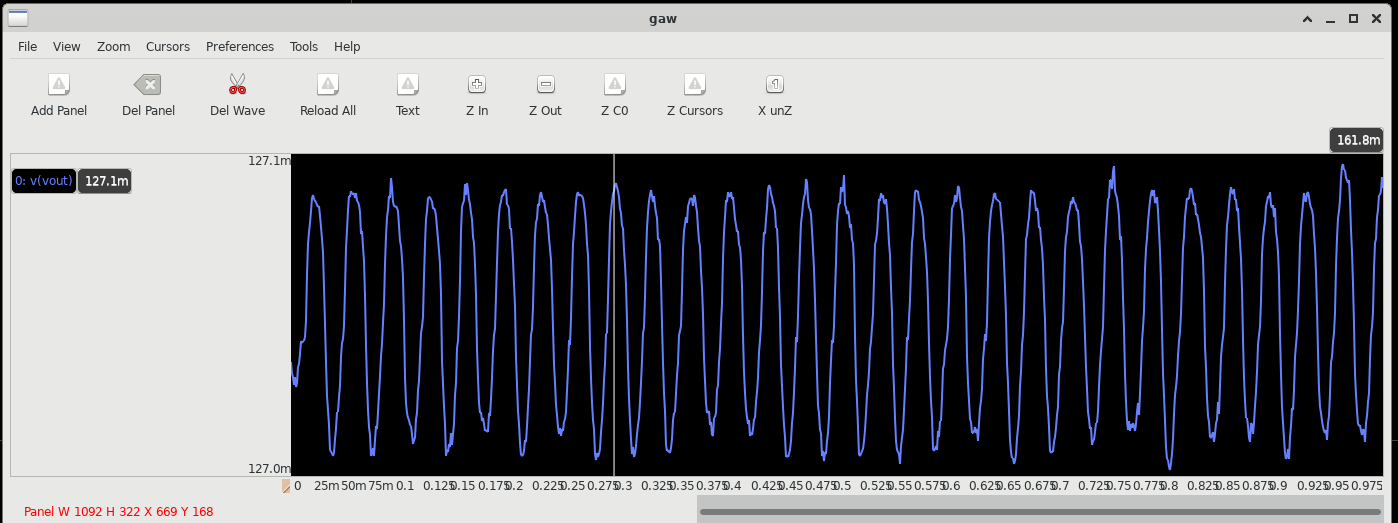 gaw
File View Zoom Cursors Preferences Tools Help
Add Panel Del Panel Del Wave Reload All Text Z In Z Out Z C0 Z Cursors X unZ
161.8m
127.1m
0: v(vout) 127.1m
127.0m
0 25m 50m 75m 0.1 0.125 0.15 0.175 0.2 0.225 0.25 0.275 0.3 0.325 0.35 0.375 0.4 0.425 0.45 0.475 0.5 0.525 0.55 0.575 0.6 0.625 0.65 0.675 0.7 0.725 0.75 0.775 0.8 0.825 0.85 0.875 0.9 0.925 0.95 0.975
Panel W 1092 H 322 X 669 Y 168